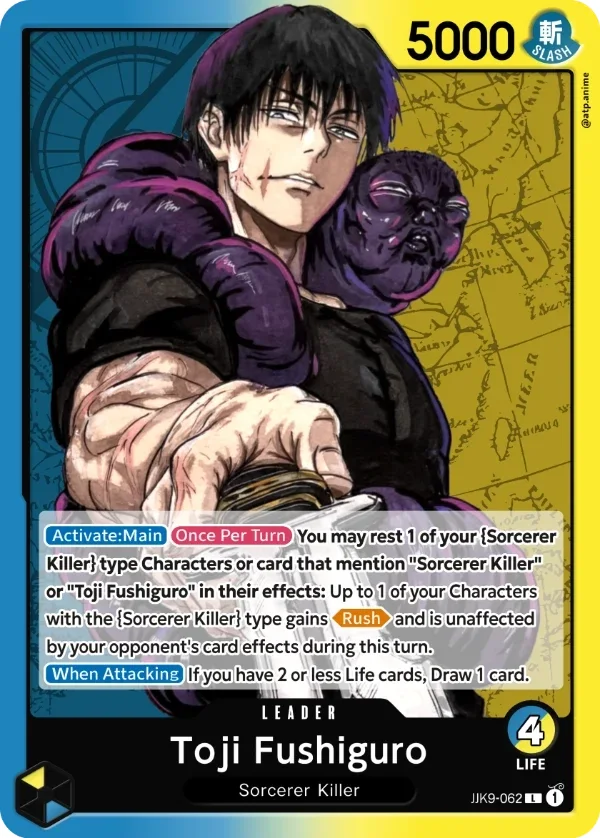 5000
斬
SLASH
@atp.anime
Activate:Main Once Per Turn You may rest 1 of your {Sorcerer
Killer} type Characters or card that mention "Sorcerer Killer"
or "Toji Fushiguro" in their effects: Up to 1 of your Characters
with the {Sorcerer Killer} type gains Rush and is unaffected
by your opponent's card effects during this turn.
When Attacking If you have 2 or less Life cards, Draw 1 card.
LEADER
Toji Fushiguro
Sorcerer Killer
4
LIFE
JJK9-062 L 1